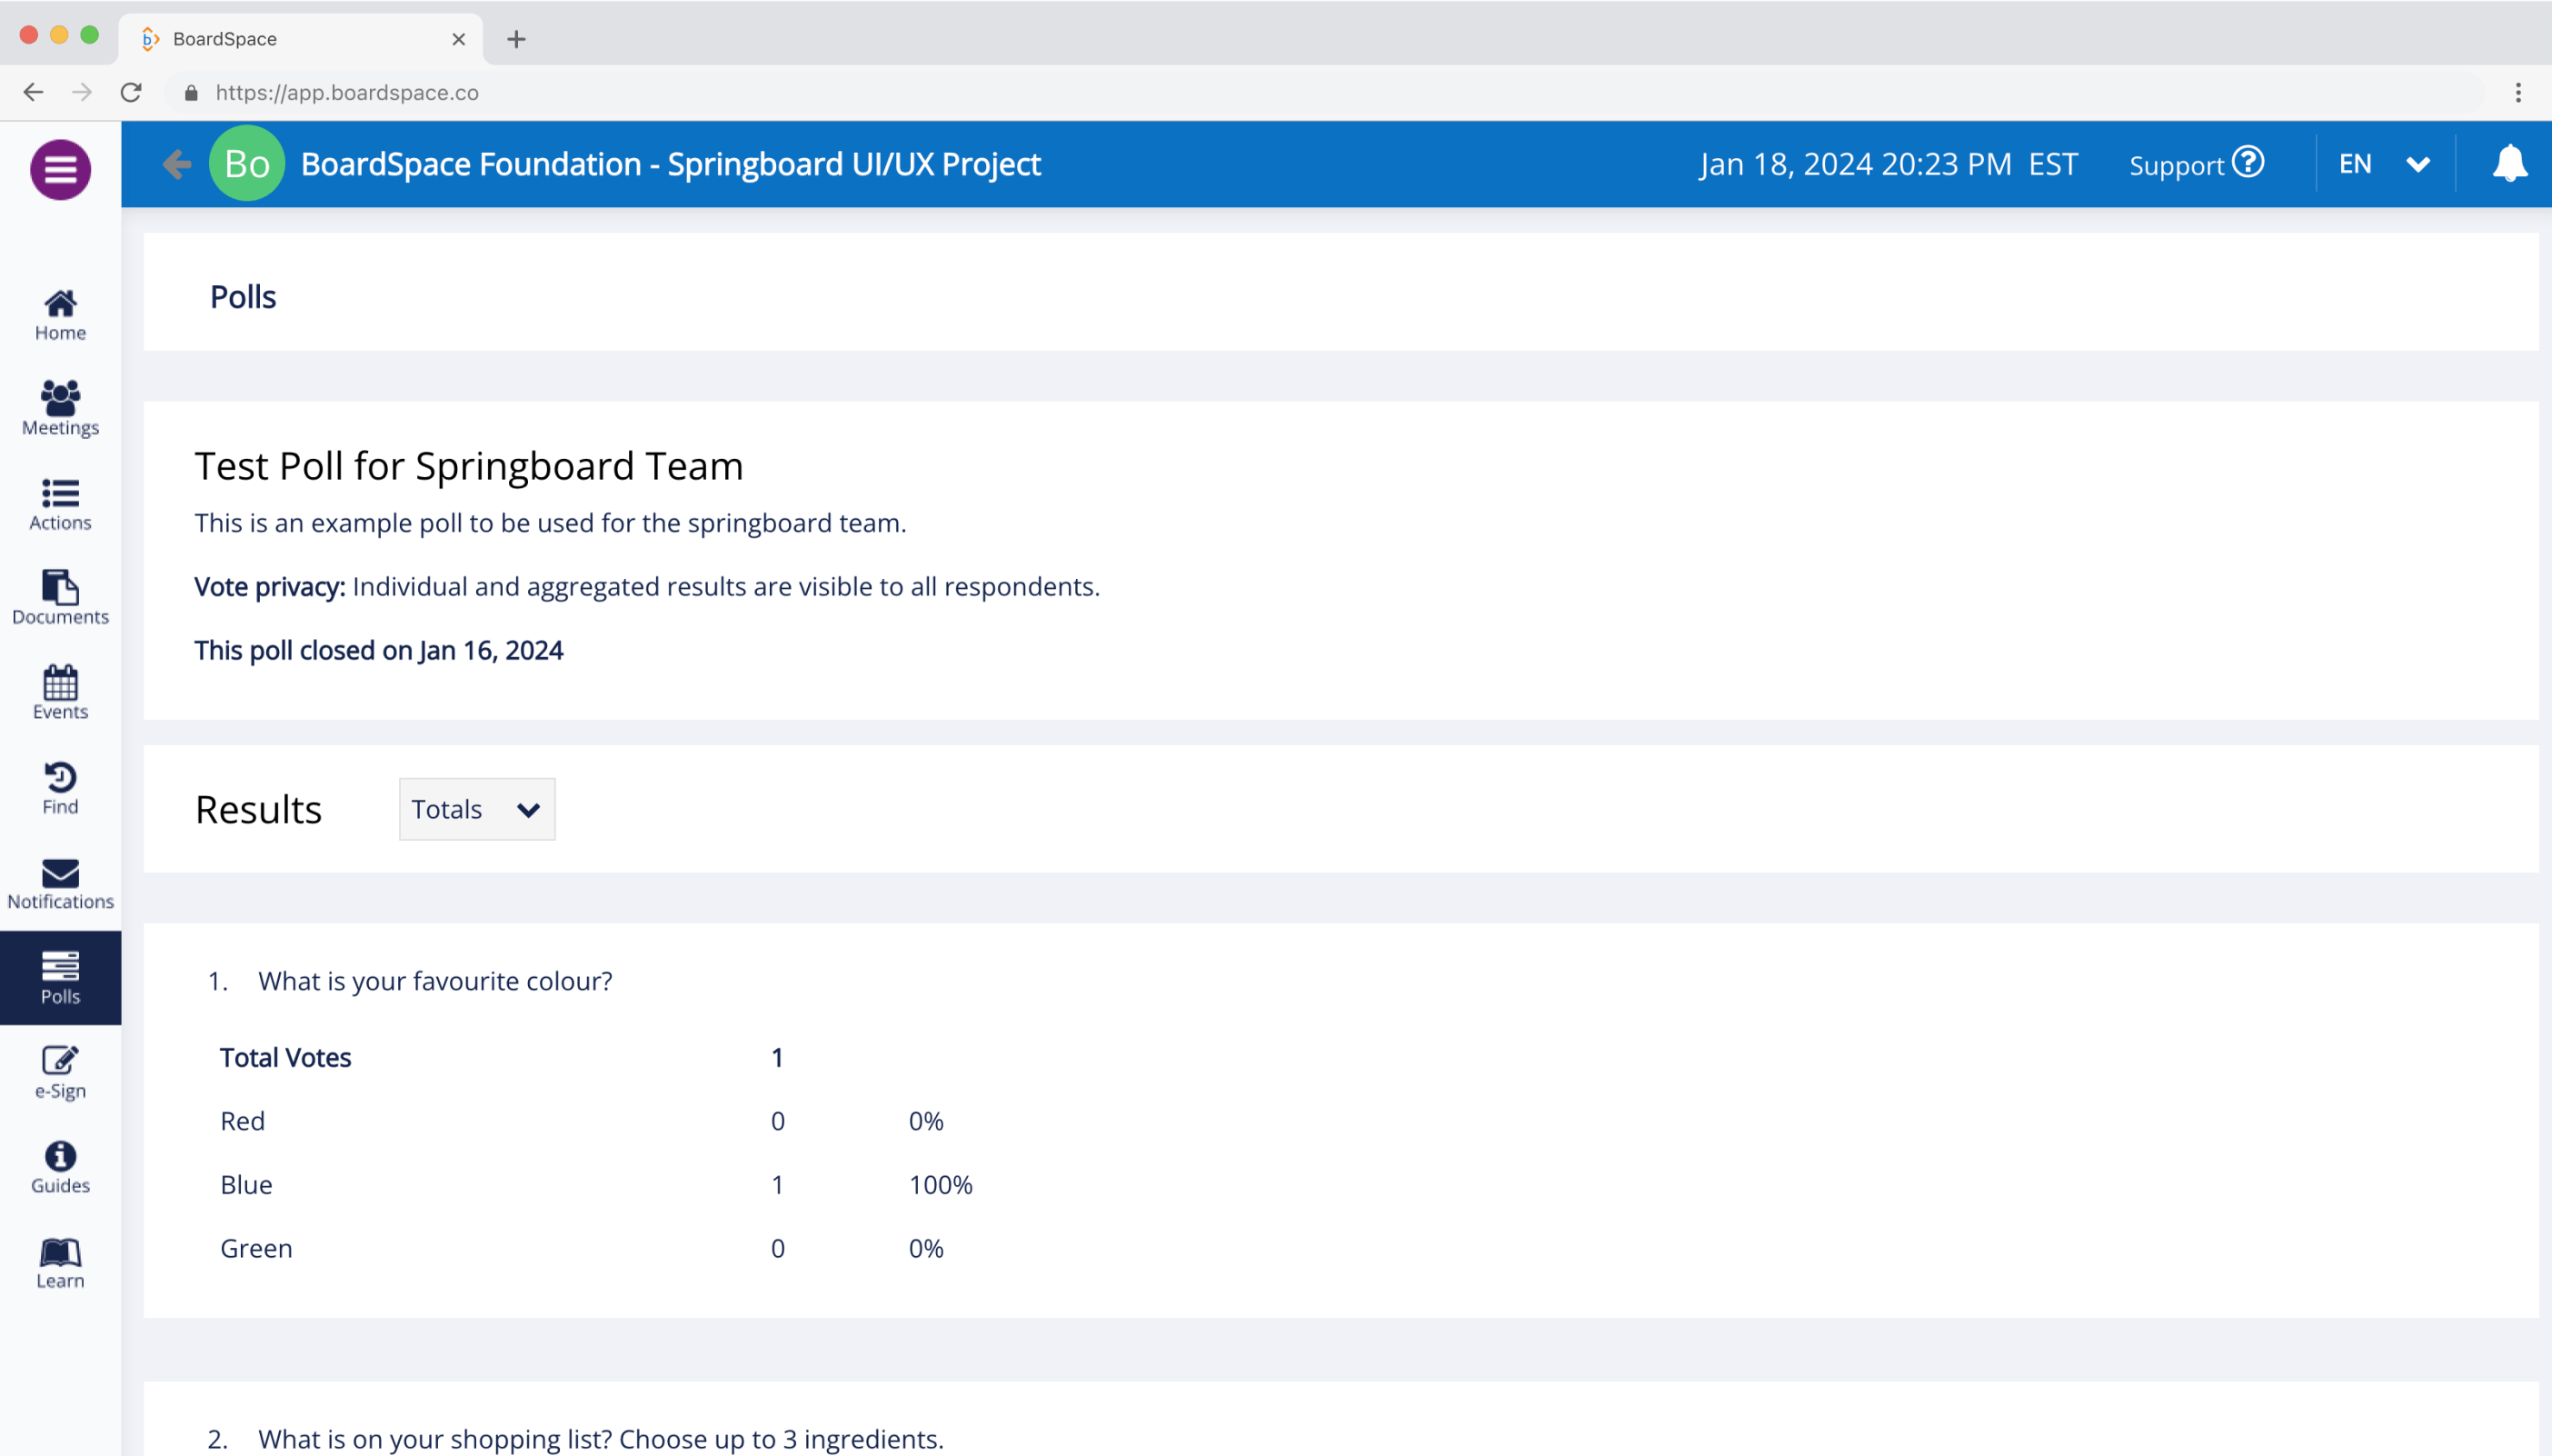 BoardSpace
https://app.boardspace.co
Bo BoardSpace Foundation - Springboard UI/UX Project Jan 18, 2024 20:23 PM EST Support EN
Home
Meetings
Actions
Documents
Events
Find
Notifications
Polls
e-Sign
Guides
Learn
Polls
Test Poll for Springboard Team
This is an example poll to be used for the springboard team.
Vote privacy: Individual and aggregated results are visible to all respondents.
This poll closed on Jan 16, 2024
Results Totals
1. What is your favourite colour?
Total Votes 1
Red 0 0%
Blue 1 100%
Green 0 0%
2. What is on your shopping list? Choose up to 3 ingredients.